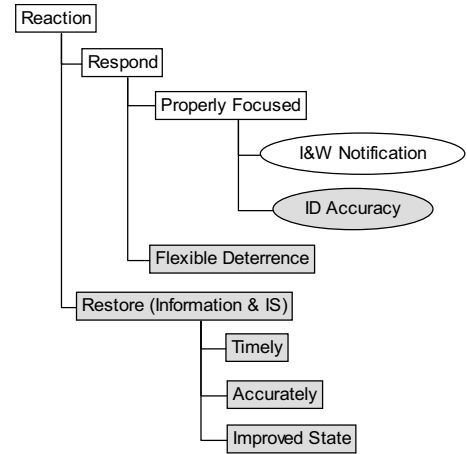 Reaction
Respond
Properly Focused
I&W Notification
ID Accuracy
Flexible Deterrence
Restore (Information & IS)
Timely
Accurately
Improved State